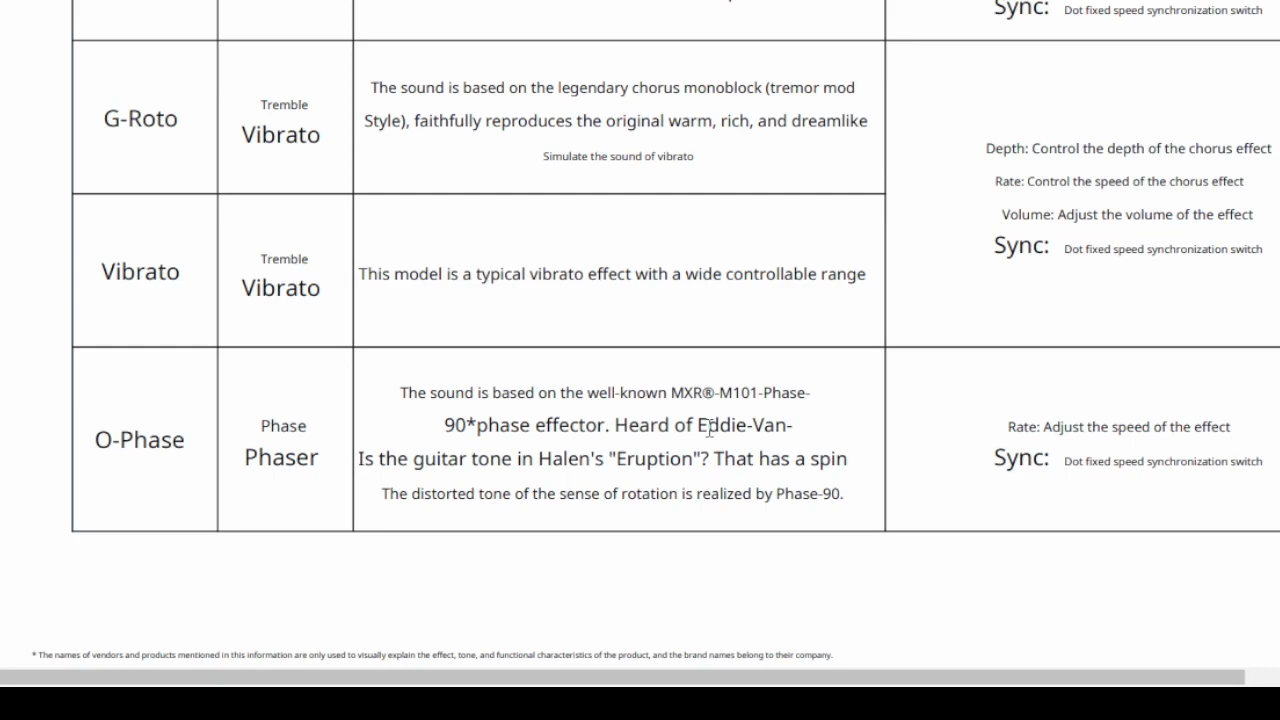 Sync: Dot fixed speed synchronization switch
G-Roto
Tremble
Vibrato
The sound is based on the legendary chorus monoblock (tremor mod
Style), faithfully reproduces the original warm, rich, and dreamlike
Simulate the sound of vibrato
Depth: Control the depth of the chorus effect
Rate: Control the speed of the chorus effect
Volume: Adjust the volume of the effect
Sync: Dot fixed speed synchronization switch
Vibrato
Tremble
Vibrato
This model is a typical vibrato effect with a wide controllable range
O-Phase
Phase
Phaser
The sound is based on the well-known MXR®-M101-Phase-
90*phase effector. Heard of Eddie-Van-
Is the guitar tone in Halen's "Eruption"? That has a spin
The distorted tone of the sense of rotation is realized by Phase-90.
Rate: Adjust the speed of the effect
Sync: Dot fixed speed synchronization switch
* The names of vendors and products mentioned in this information are only used to visually explain the effect, tone, and functional characteristics of the product, and the brand names belong to their company.